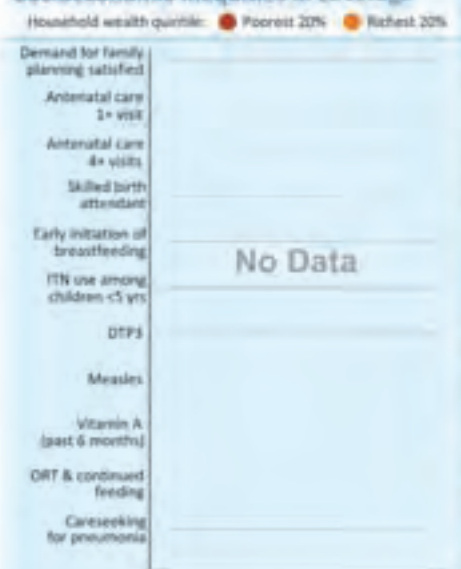 Household wealth quintile: Poorest 20% Richest 20%
Demand for family
planning satisfied
Antenatal care
1+ visit
Antenatal care
4+ visits
Skilled birth
attendant
Early initiation of
breastfeeding
No Data
ITN use among
children <5 yrs
DTP3
Measles
Vitamin A
(past 6 months)
ORT & continued
feeding
Careseeking
for pneumonia